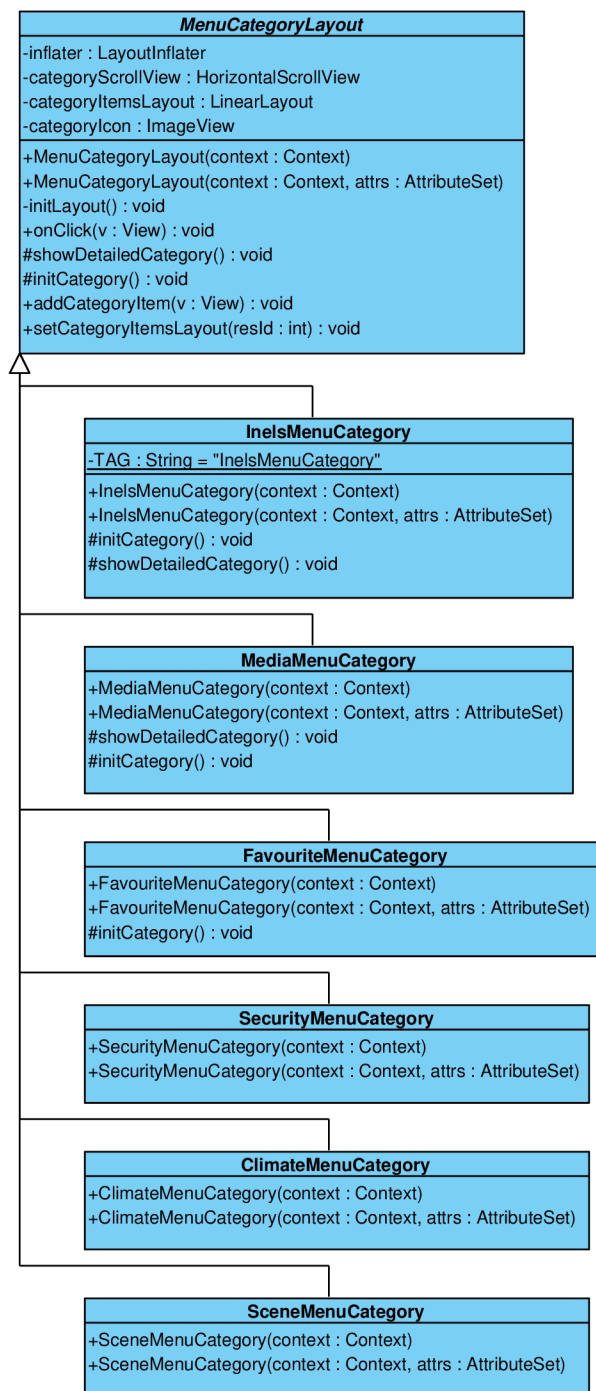 MenuCategoryLayout
-inflater : LayoutInflater
-categoryScrollView : HorizontalScrollView
-categoryItemsLayout : LinearLayout
-categoryIcon : ImageView
+MenuCategoryLayout(context : Context)
+MenuCategoryLayout(context : Context, attrs : AttributeSet)
-initLayout() : void
+onClick(v : View) : void
#showDetailedCategory() : void
#initCategory() : void
+addCategoryItem(v : View) : void
+setCategoryItemsLayout(resId : int) : void
InelsMenuCategory
-TAG : String = "InelsMenuCategory"
+InelsMenuCategory(context : Context)
+InelsMenuCategory(context : Context, attrs : AttributeSet)
#initCategory() : void
#showDetailedCategory() : void
MediaMenuCategory
+MediaMenuCategory(context : Context)
+MediaMenuCategory(context : Context, attrs : AttributeSet)
#showDetailedCategory() : void
#initCategory() : void
FavouriteMenuCategory
+FavouriteMenuCategory(context : Context)
+FavouriteMenuCategory(context : Context, attrs : AttributeSet)
#initCategory() : void
SecurityMenuCategory
+SecurityMenuCategory(context : Context)
+SecurityMenuCategory(context : Context, attrs : AttributeSet)
ClimateMenuCategory
+ClimateMenuCategory(context : Context)
+ClimateMenuCategory(context : Context, attrs : AttributeSet)
SceneMenuCategory
+SceneMenuCategory(context : Context)
+SceneMenuCategory(context : Context, attrs : AttributeSet)